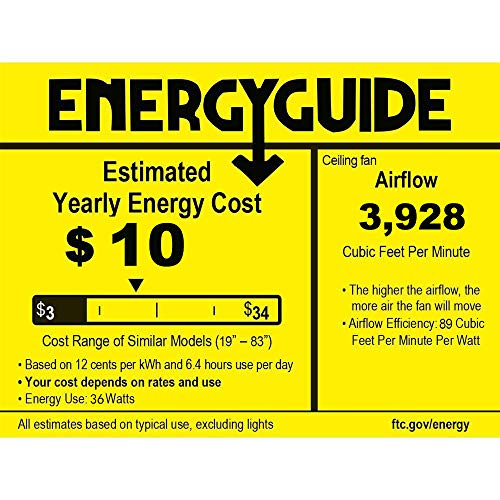 ENERGYGUIDE
Estimated
Yearly Energy Cost
$ 10
$3
$34
Cost Range of Similar Models (19” – 83”)
• Based on 12 cents per kWh and 6.4 hours use per day
• Your cost depends on rates and use
• Energy Use: 36 Watts
Ceiling fan
Airflow
3,928
Cubic Feet Per Minute
• The higher the airflow, the
more air the fan will move
• Airflow Efficiency: 89 Cubic
Feet Per Minute Per Watt
All estimates based on typical use, excluding lights
ftc.gov/energy